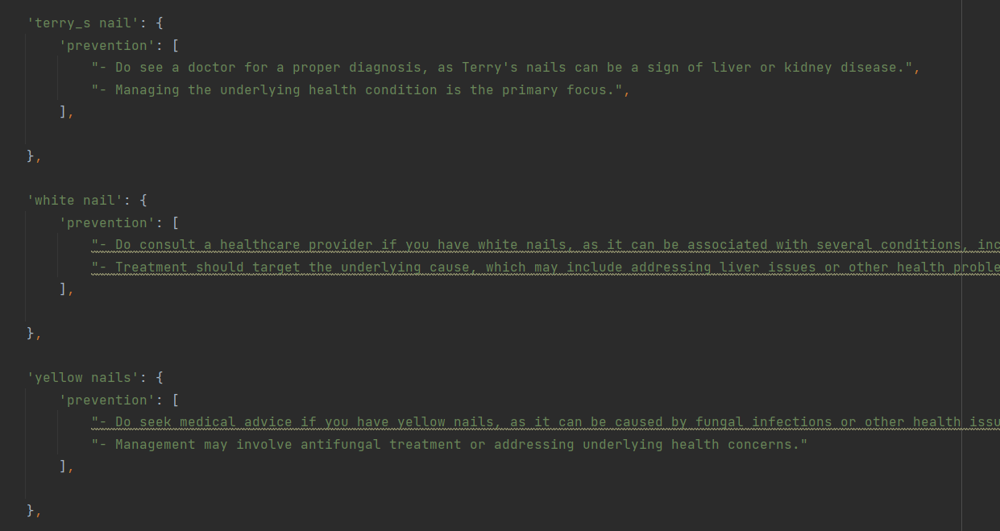 'terry_s nail': {
'prevention': [
"- Do see a doctor for a proper diagnosis, as Terry's nails can be a sign of liver or kidney disease.",
"- Managing the underlying health condition is the primary focus.",
],
},
'white nail': {
'prevention': [
"- Do consult a healthcare provider if you have white nails, as it can be associated with several conditions, inc
"- Treatment should target the underlying cause, which may include addressing liver issues or other health proble
],
},
'yellow nails': {
'prevention': [
"- Do seek medical advice if you have yellow nails, as it can be caused by fungal infections or other health issu
"- Management may involve antifungal treatment or addressing underlying health concerns."
],
},